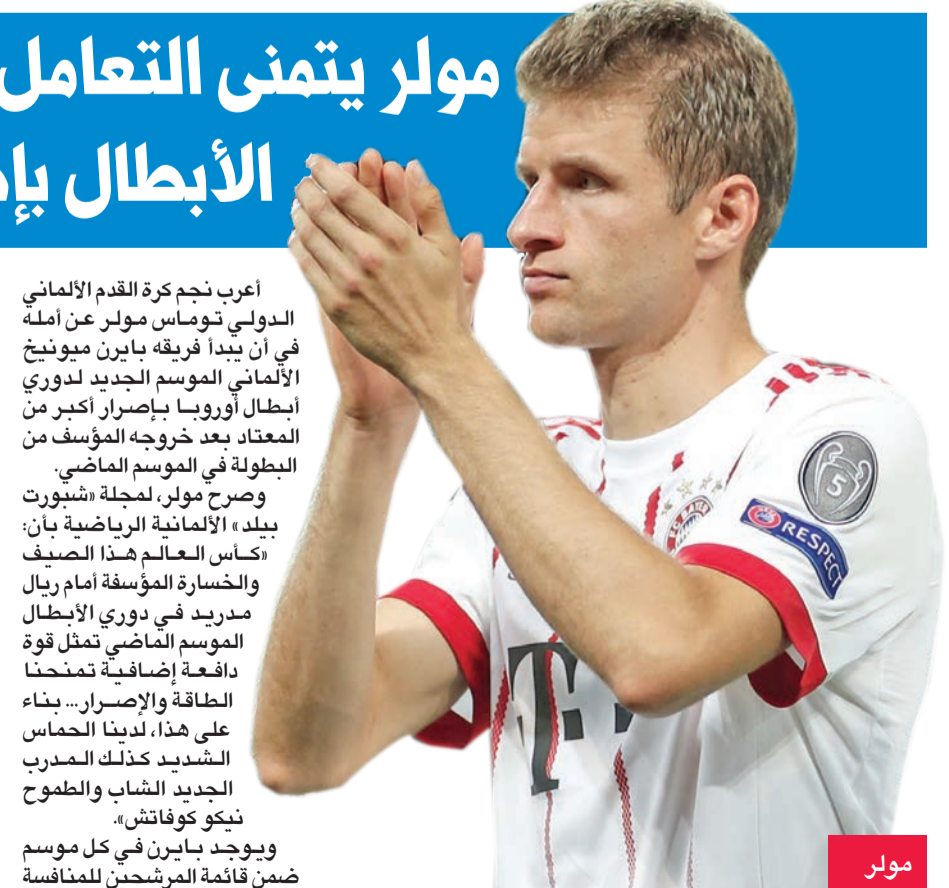 مولر يتمنى التعامل
الأبطال
أعرب نجم كرة القدم الألماني
الدولي توماس مولر عن أمله
في أن يبدأ فريقه بايرن ميونيخ
الألماني الموسم الجديد لدوري
أبطال أوروبا بإصرار أكبر من
المعتاد بعد خروجه المؤسف من
البطولة في الموسم الماضي.
وصرح مولر، لمجلة «شبورت
بيلد» الألمانية الرياضية بأن:
«كأس العالم هذا الصيف
والخسارة المؤسفة أمام ريال
مدريد في دوري الأبطال
الموسم الماضي تمثل قوة
دافعة إضافية تمنحنا
الطاقة والإصرار... بناء
على هذا، لدينا الحماس
الشديد كذلك المدرب
الجديد الشاب والطموح
نيكو كوفاتش».
ويوجد بايرن في كل موسم
ضمن قائمة المرشحين للمنافسة
5
RESPECT
FC BAYER
T
مولر